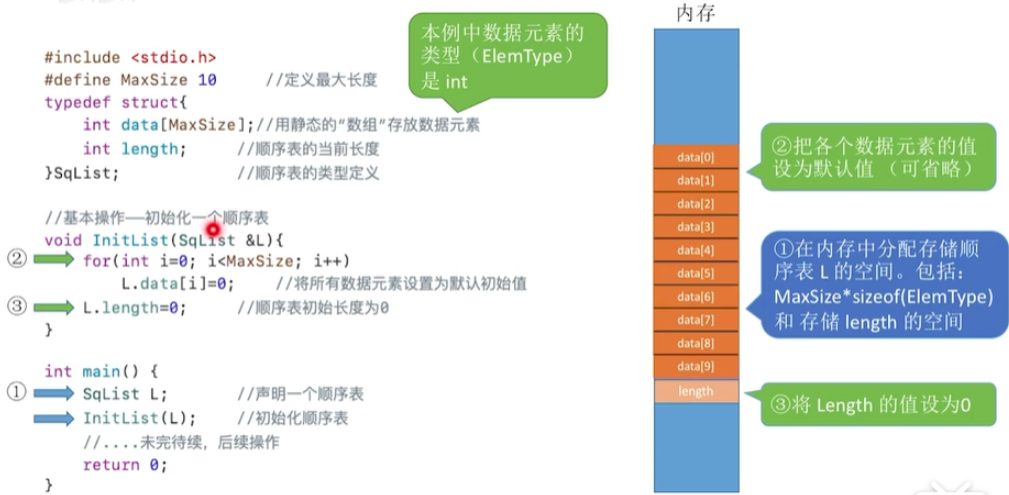 内存
本例中数据元素的
类型（ElemType）
是 int
#include <stdio.h>
#define MaxSize 10 //定义最大长度
typedef struct{
int data[MaxSize];//用静态的“数组”存放数据元素
int length; //顺序表的当前长度
}SqList; //顺序表的类型定义
//基本操作—初始化一个顺序表
void InitList(SqList &L){
② for(int i=0; i<MaxSize; i++)
L.data[i]=0; //将所有数据元素设置为默认初始值
③ L.length=0; //顺序表初始长度为0
}
int main() {
① SqList L; //声明一个顺序表
InitList(L); //初始化顺序表
//....未完待续，后续操作
return 0;
}
data[0]
data[1]
data[2]
data[3]
data[4]
data[5]
data[6]
data[7]
data[8]
data[9]
length
②把各个数据元素的值
设为默认值（可省略）
①在内存中分配存储顺
序表 L 的空间。包括：
MaxSize*sizeof(ElemType)
和 存储 length 的空间
③将 Length 的值设为0